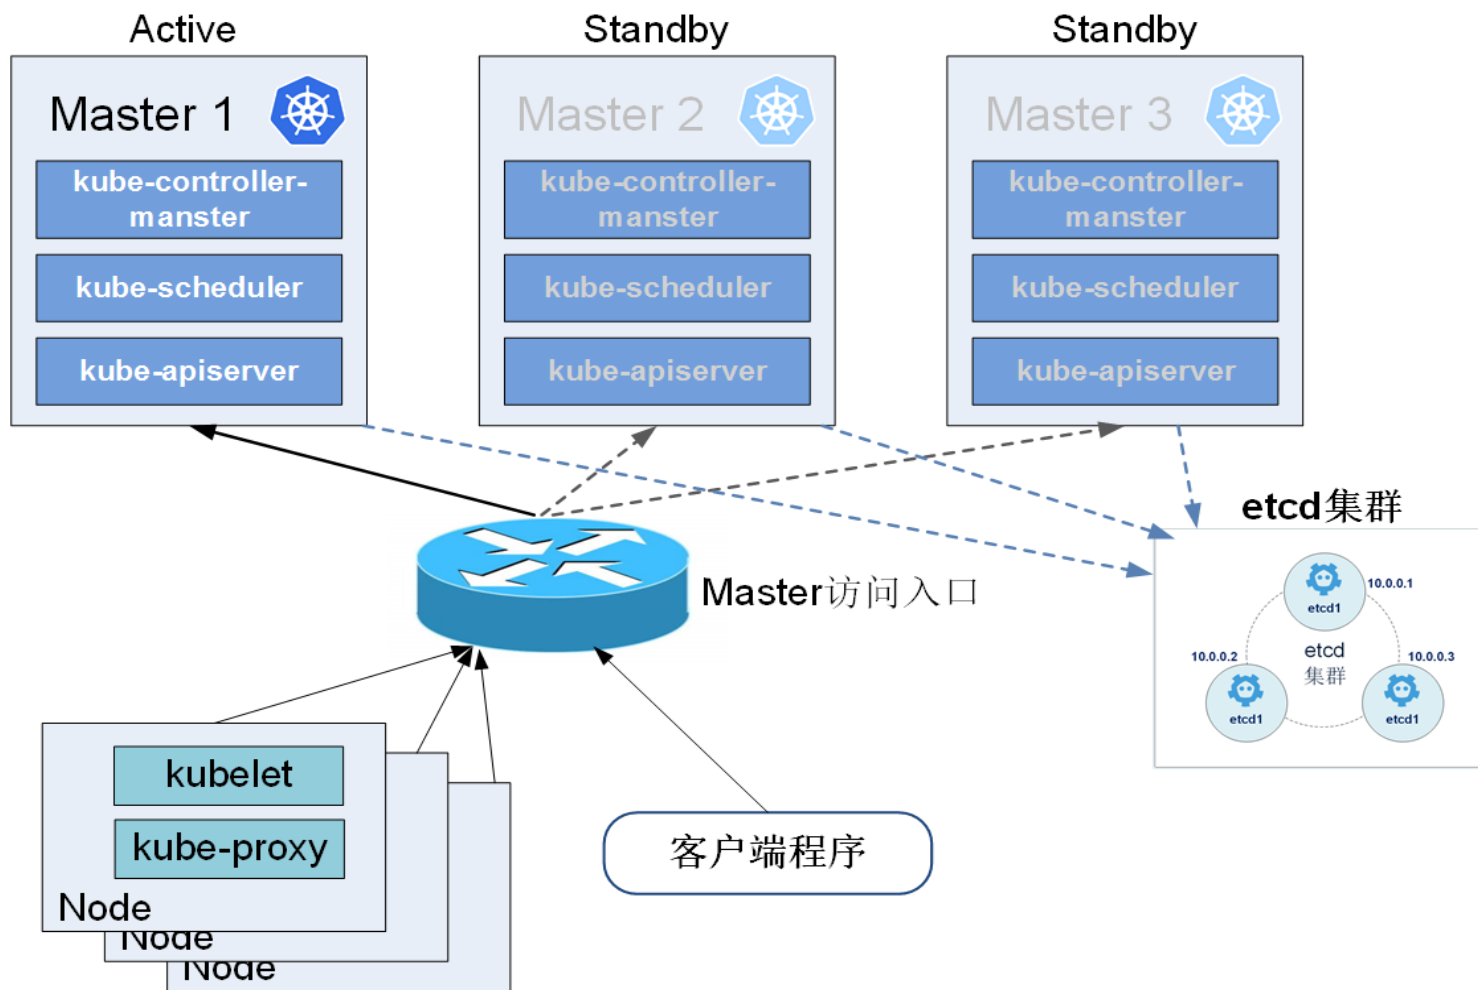 Active
Standby
Standby
Master 1
kube-controller-
manster
kube-scheduler
kube-apiserver
Master 2
kube-controller-
manster
kube-scheduler
kube-apiserver
Master 3
kube-controller-
manster
kube-scheduler
kube-apiserver
Master访问入口
etcd集群
10.0.0.1
etcd1
etcd
集群
10.0.0.2
etcd1
10.0.0.3
etcd1
kubelet
kube-proxy
Node
Node
Node
客户端程序